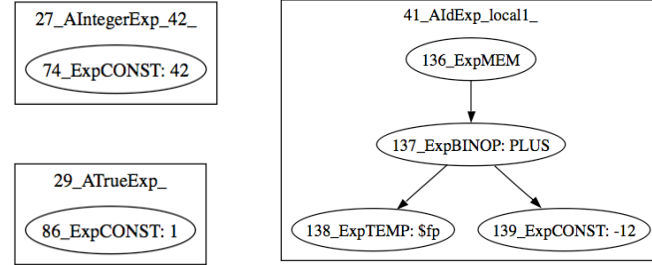 27_AIntegerExp_42_
74_ExpCONST: 42
29_ATrueExp_
86_ExpCONST: 1
41_AIdExp_local1_
136_ExpMEM
137_ExpBINOP: PLUS
138_ExpTEMP: $fp
139_ExpCONST: -12